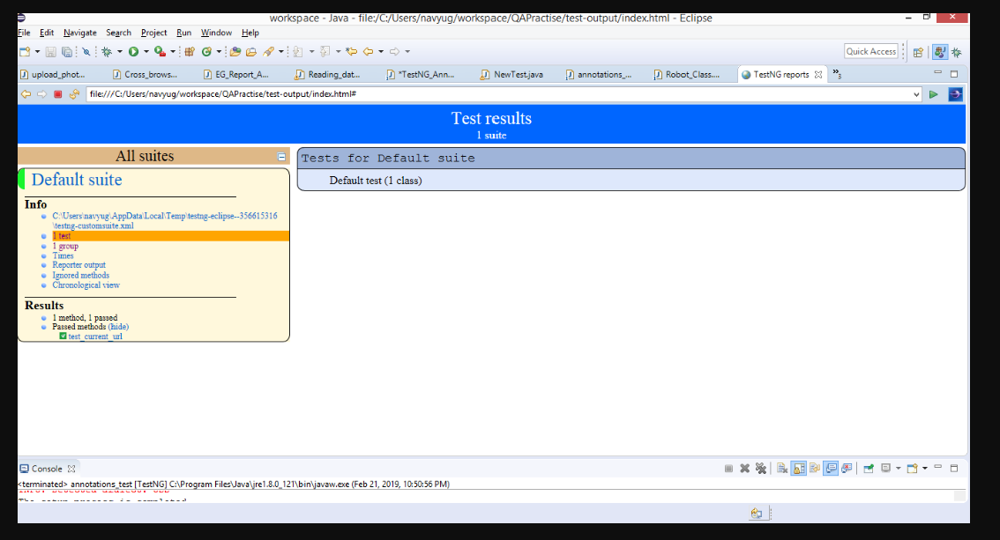 workspace - Java - file:/C:/Users/navyug/workspace/QAPractise/test-output/index.html - Eclipse
File Edit Navigate Search Project Run Window Help
Quick Access
upload_phot... Cross_brows... EG_Report_A... Reading_dat... *TestNG_Ann... NewTest.java annotations_... Robot_Class.... TestNG reports »3
file:///C:/Users/navyug/workspace/QAPractise/test-output/index.html#
Test results
1 suite
All suites
Default suite
Info
C:\Users\navyug\AppData\Local\Temp\testng-eclipse--356615316
\testng-customsuite.xml
1 test
1 group
Times
Reporter output
Ignored methods
Chronological view
Results
1 method, 1 passed
Passed methods (hide)
test_current_url
Tests for Default suite
Default test (1 class)
Console
<terminated> annotations_test [TestNG] C:\Program Files\Java\jre1.8.0_121\bin\javaw.exe (Feb 21, 2019, 10:50:56 PM)